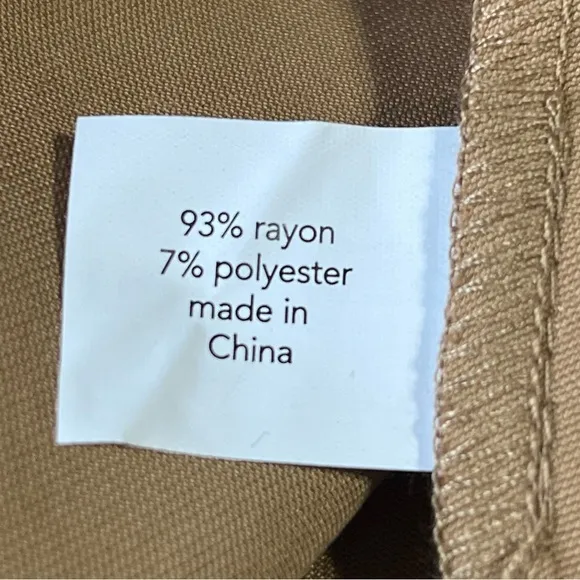 93% rayon
7% polyester
made in
China